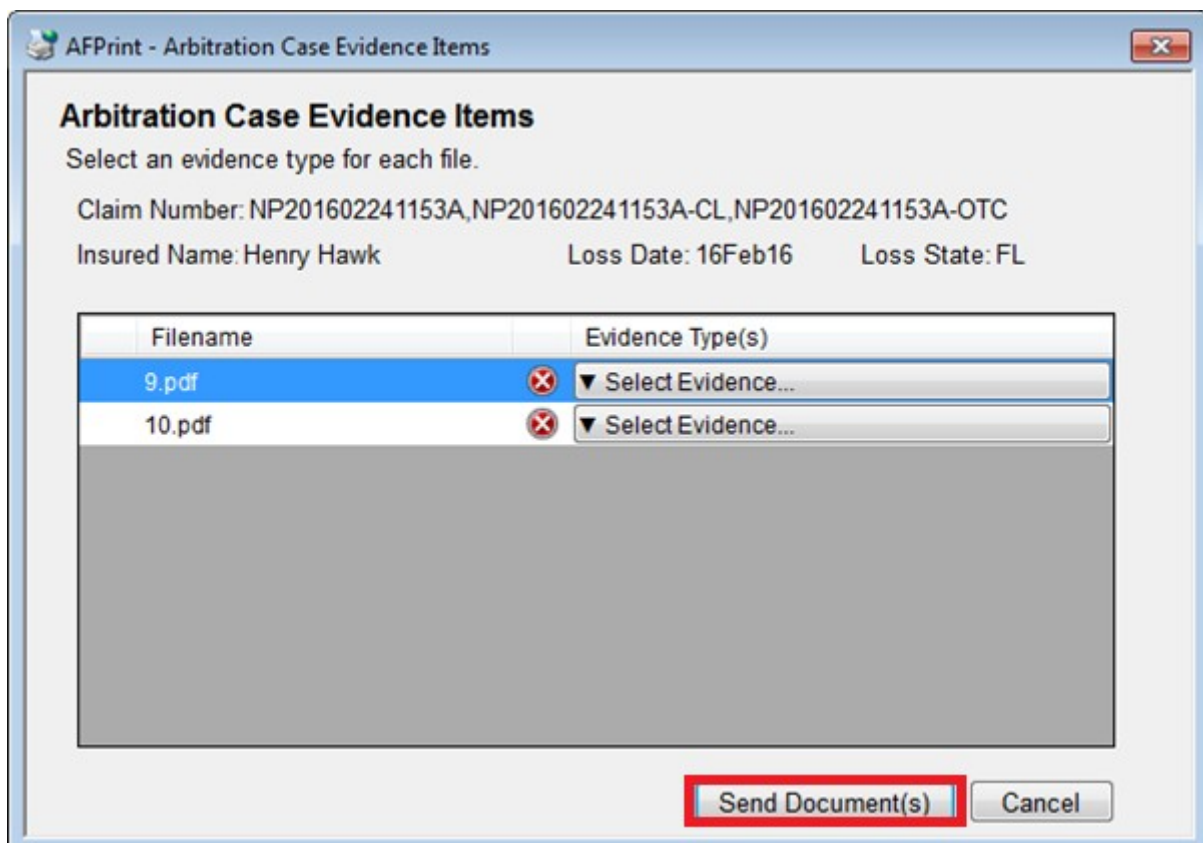 AFPrint - Arbitration Case Evidence Items
Arbitration Case Evidence Items
Select an evidence type for each file.
Claim Number: NP201602241153A,NP201602241153A-CL,NP201602241153A-OTC
Insured Name: Henry Hawk Loss Date: 16Feb16 Loss State: FL
Filename Evidence Type(s)
9.pdf ▼ Select Evidence...
10.pdf ▼ Select Evidence...
Send Document(s) Cancel